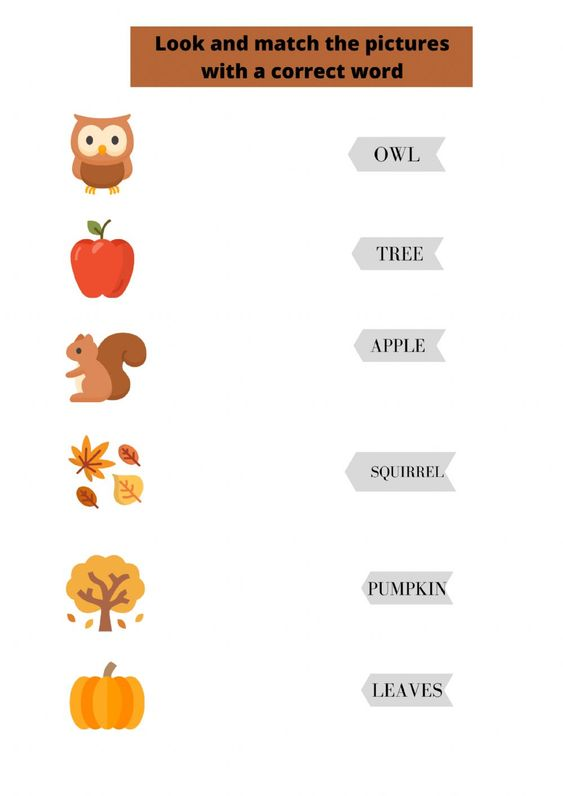 Look and match the pictures
with a correct word
OWL
TREE
APPLE
SQUIRREL
PUMPKIN
LEAVES